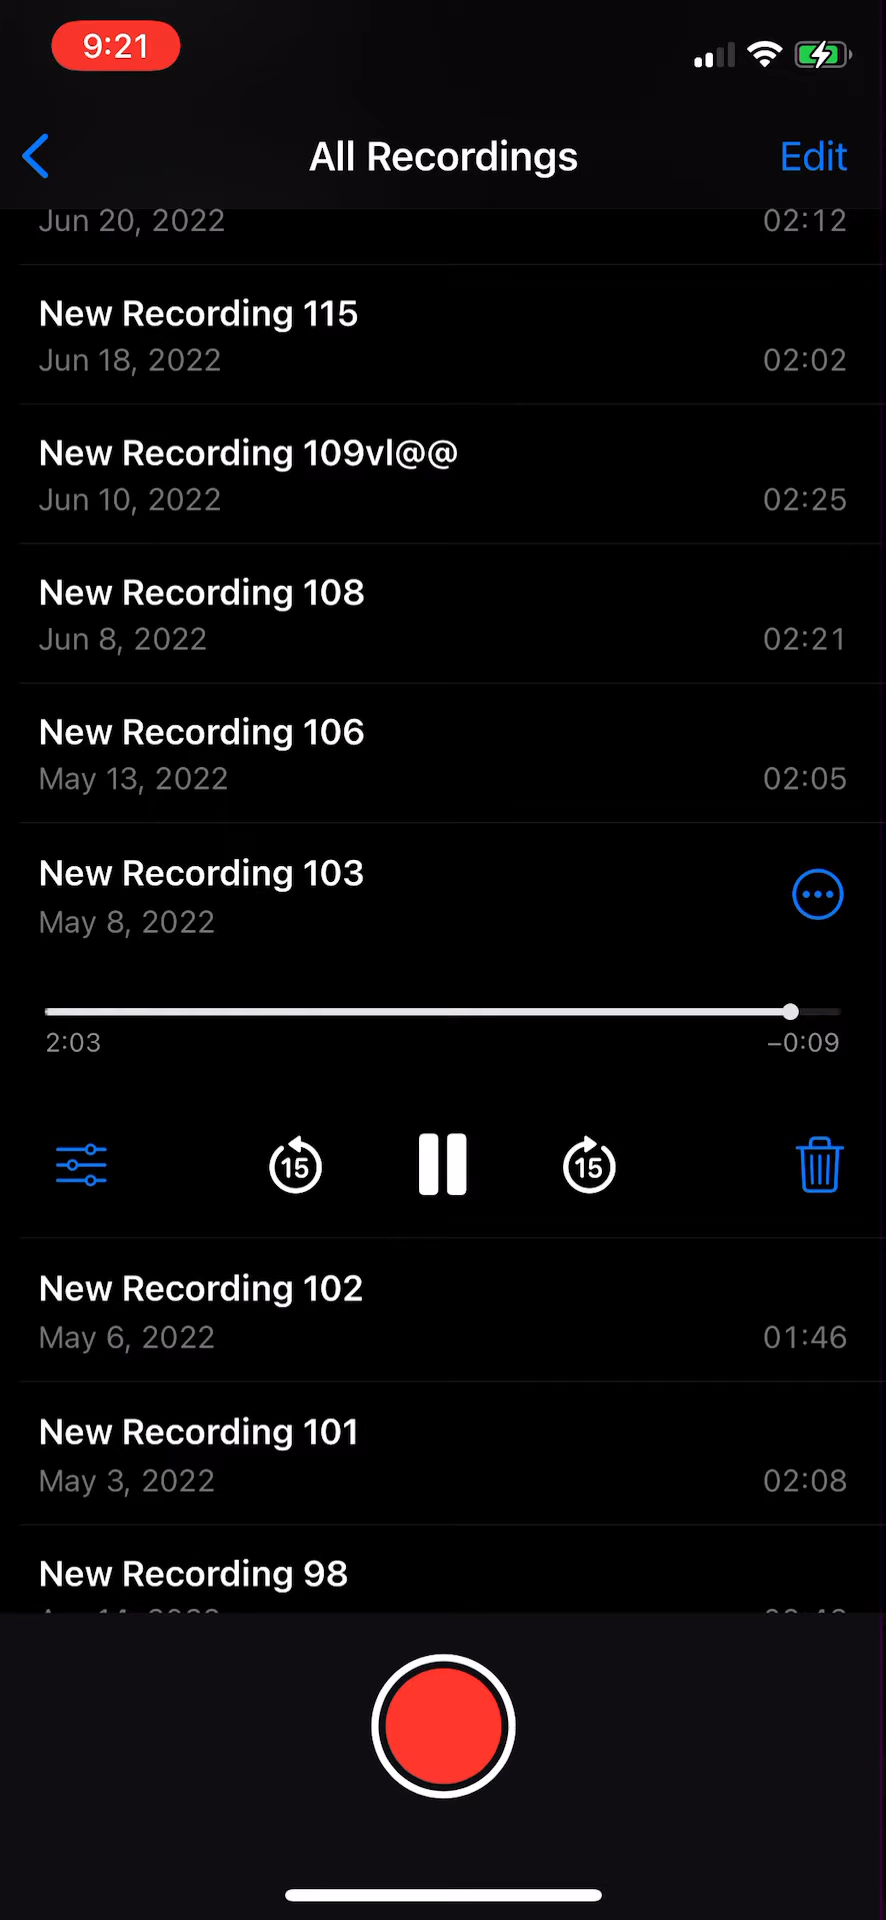 9:21
All Recordings
Edit
Jun 20, 2022
02:12
New Recording 115
Jun 18, 2022
02:02
New Recording 109vl@@
Jun 10, 2022
02:25
New Recording 108
Jun 8, 2022
02:21
New Recording 106
May 13, 2022
02:05
New Recording 103
May 8, 2022
2:03
−0:09
15
15
New Recording 102
May 6, 2022
01:46
New Recording 101
May 3, 2022
02:08
New Recording 98